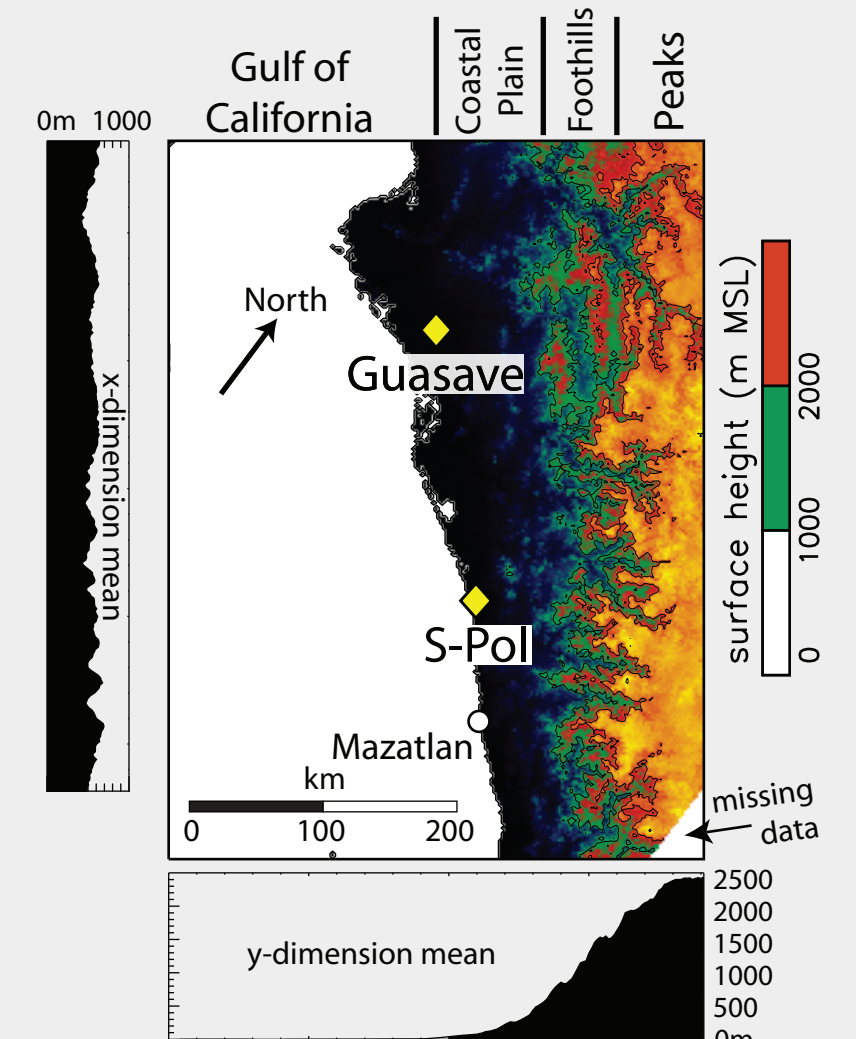 Gulf of
California
Coastal
Plain
Foothills
Peaks
0m 1000
x-dimension mean
North
Guasave
S-Pol
Mazatlan
km
0 100 200
missing
data
surface height (m MSL)
2000
1000
0
y-dimension mean
2500
2000
1500
1000
500
0m